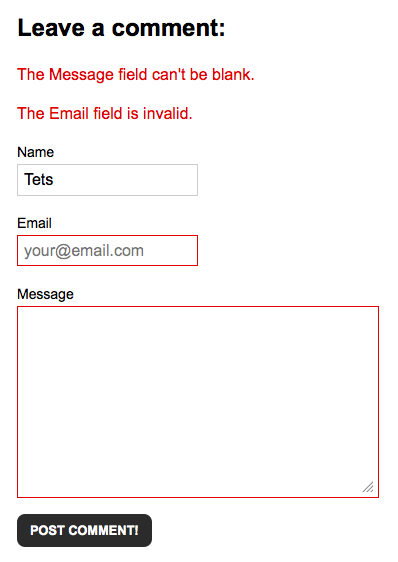 Leave a comment:
The Message field can't be blank.
The Email field is invalid.
Name
Tets
Email
your@email.com
Message
POST COMMENT!